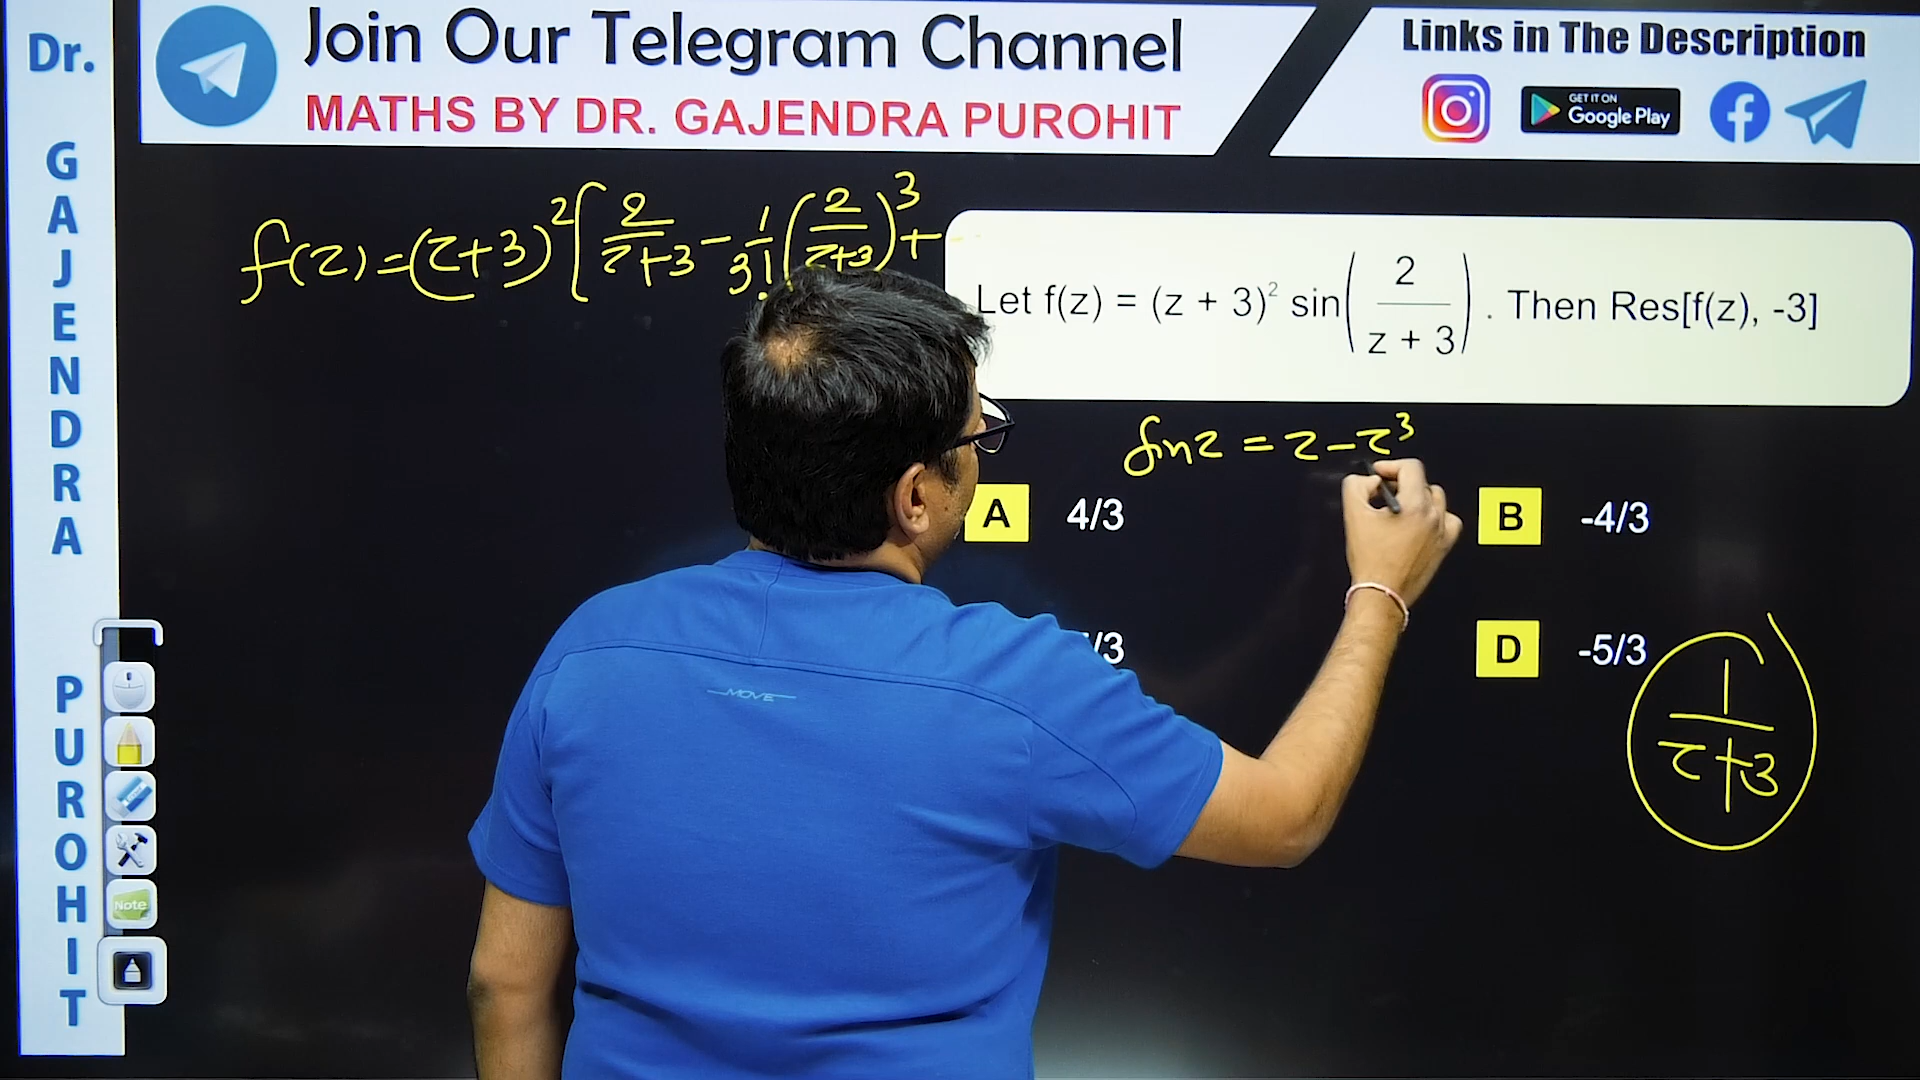 Dr.
GAJENDRA
PUROHIT
Join Our Telegram Channel
MATHS BY DR. GAJENDRA PUROHIT
Links in The Description
GET IT ON
Google Play
f(z) = (z+3)² [ 2/(z+3) - 1/3! (2/(z+3))³ + --
Let f(z) = (z + 3)² sin( 2/(z + 3) ). Then Res[f(z), -3]
sin z = z - z³
A 4/3
B -4/3
/3
D -5/3
1/(z+3)
MOVE
Note